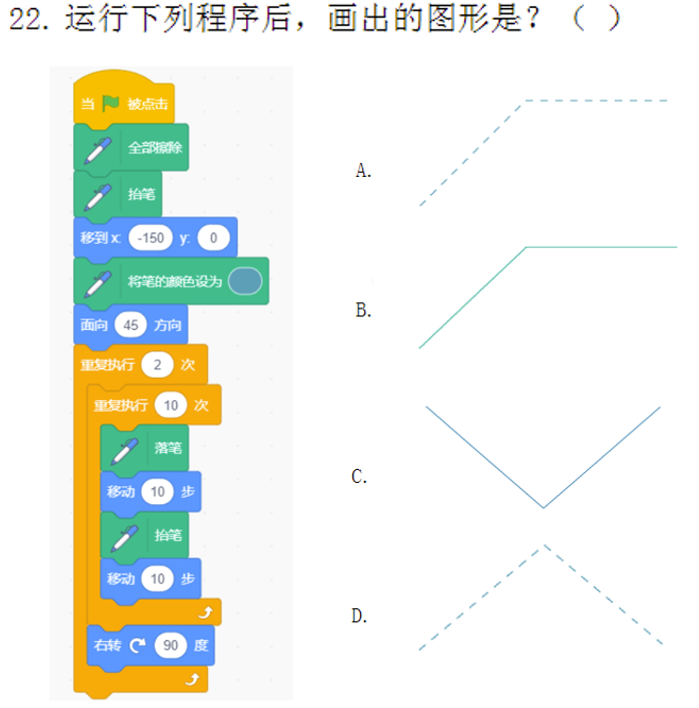 22. 运行下列程序后，画出的图形是？（ ）
当 被点击
全部擦除
抬笔
移到 x: -150 y: 0
将笔的颜色设为
面向 45 方向
重复执行 2 次
重复执行 10 次
落笔
移动 10 步
抬笔
移动 10 步
右转 90 度
A.
B.
C.
D.